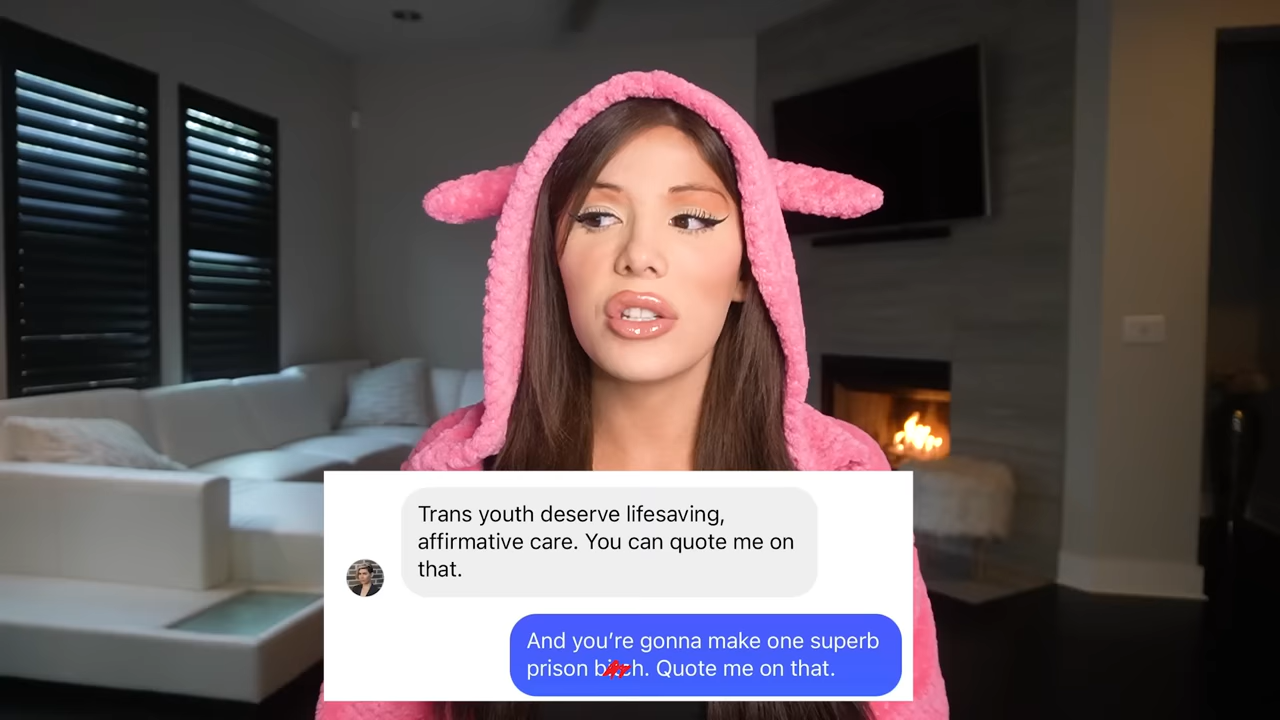 Trans youth deserve lifesaving,
affirmative care. You can quote me on
that.
And you’re gonna make one superb
prison bitch. Quote me on that.